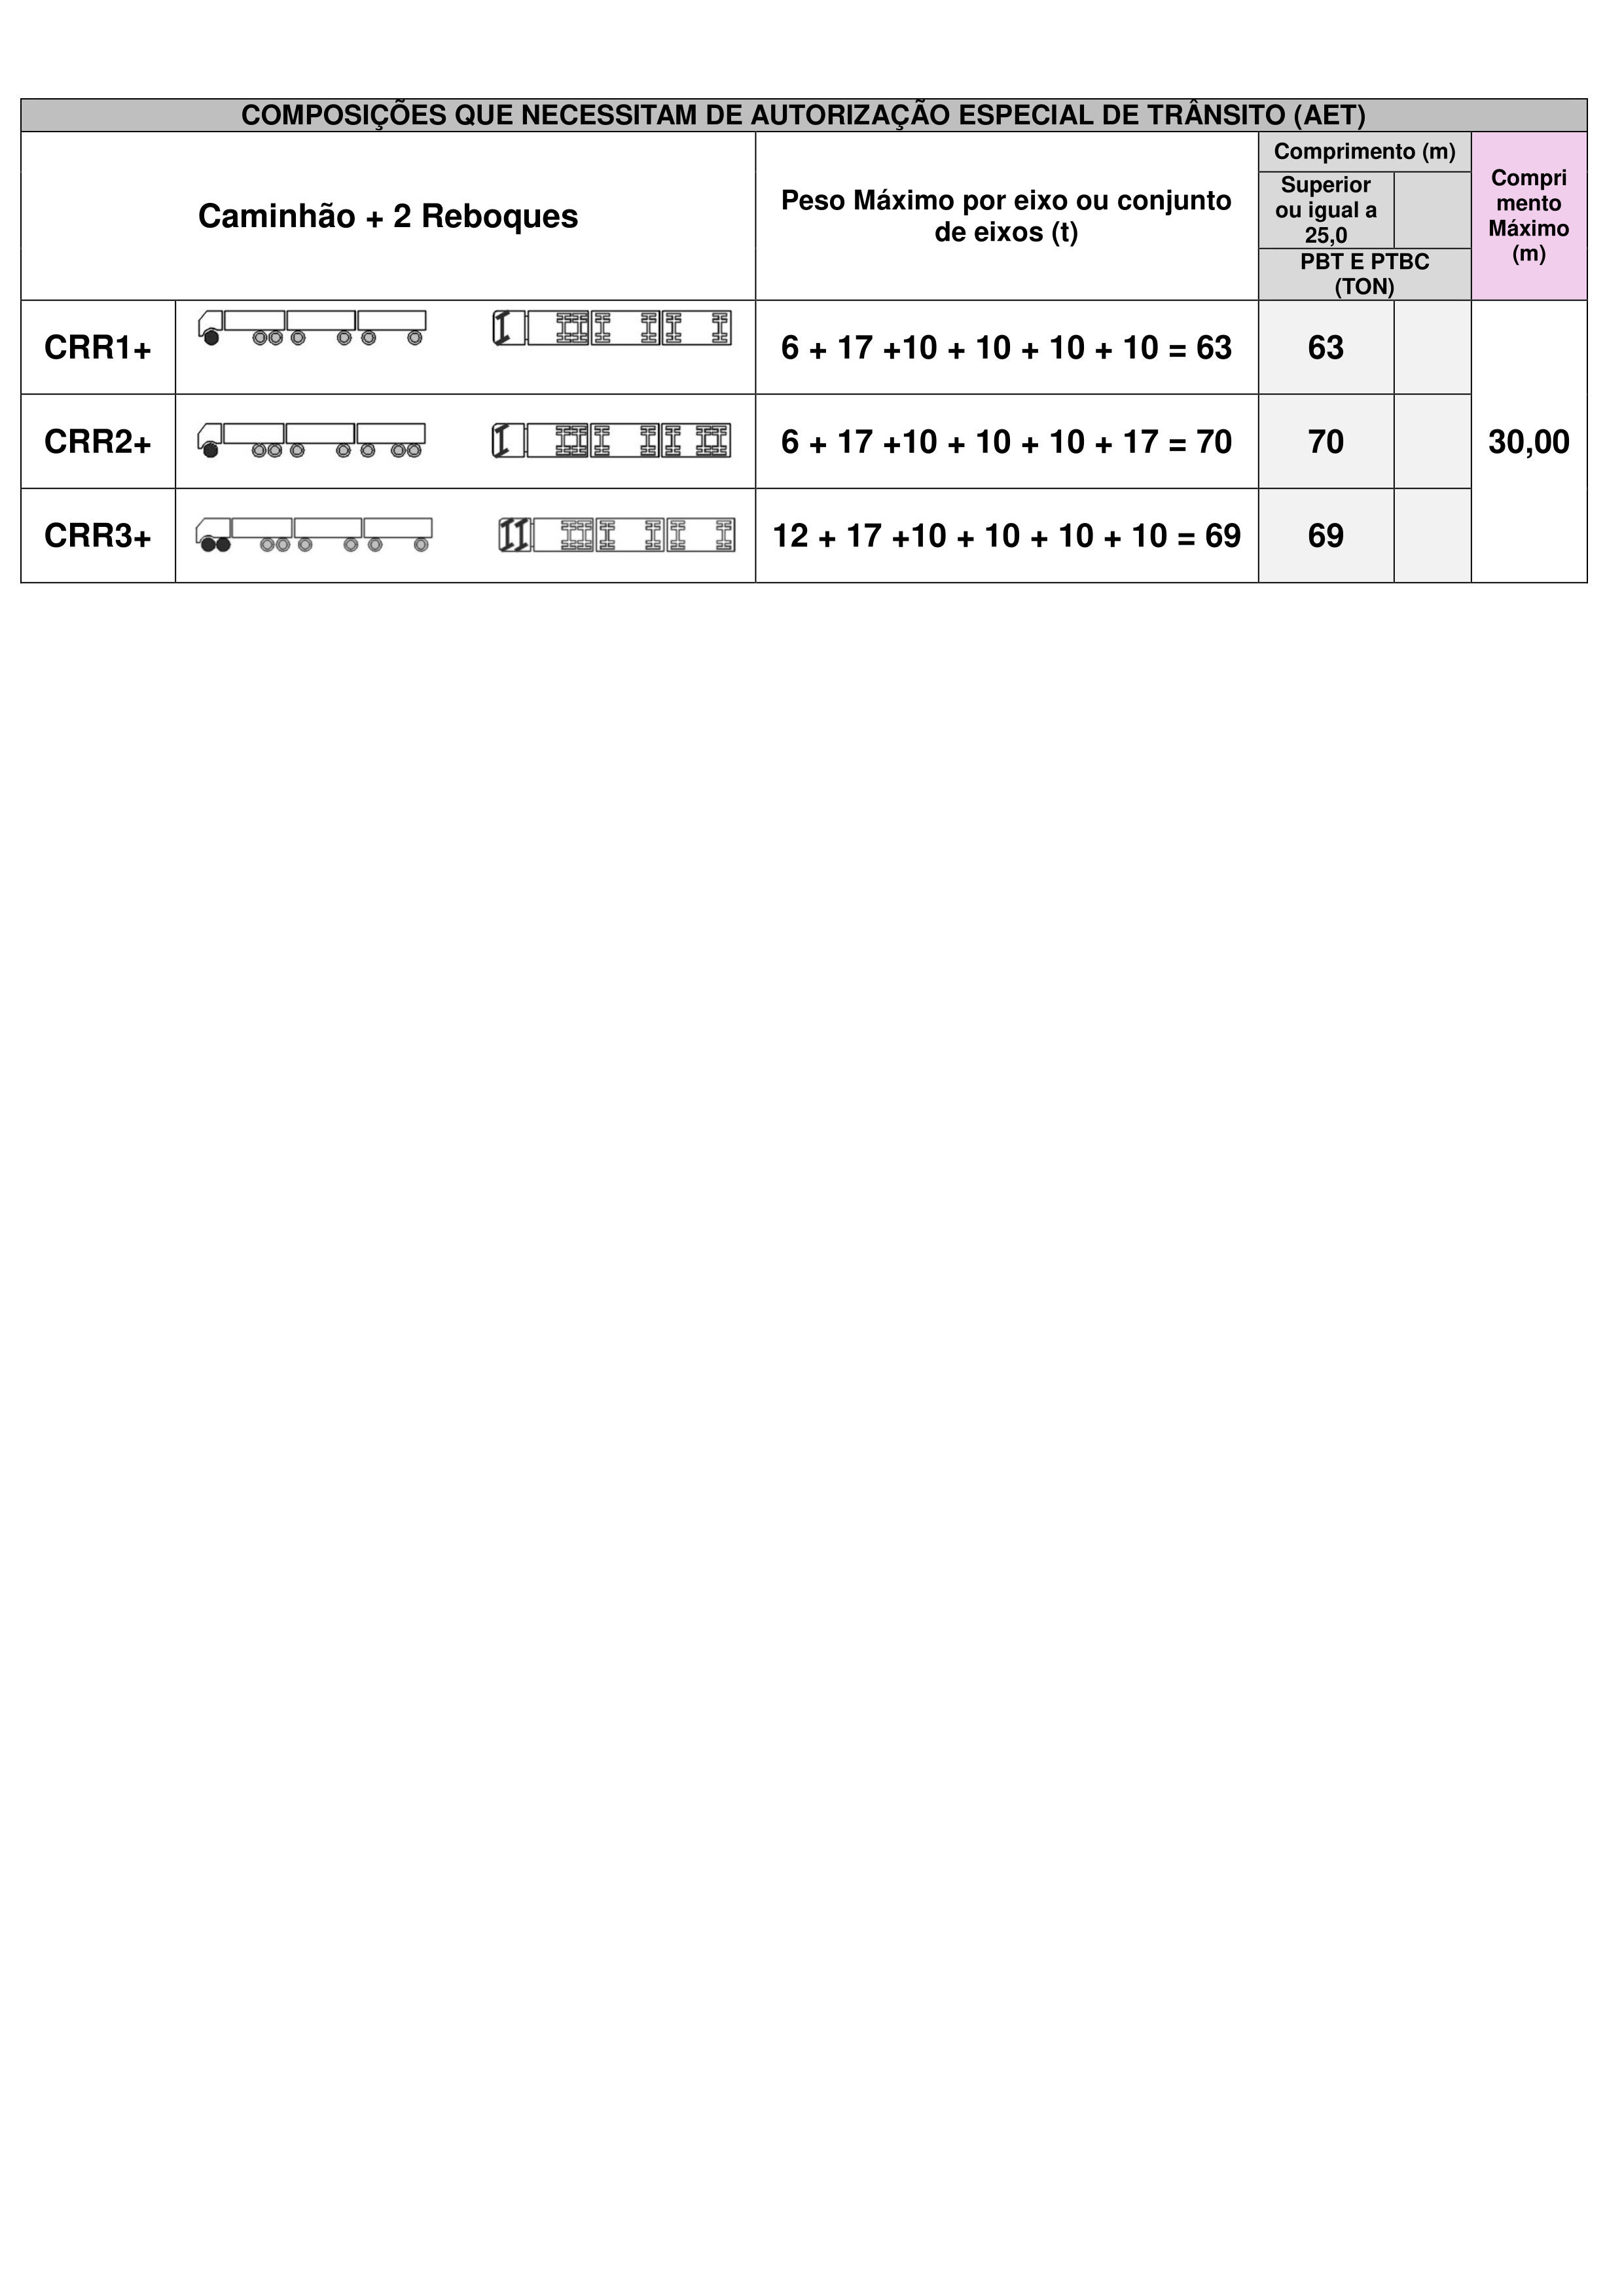 COMPOSIÇÕES QUE NECESSITAM DE AUTORIZAÇÃO ESPECIAL DE TRÂNSITO (AET)
Caminhão + 2 Reboques
Peso Máximo por eixo ou conjunto
de eixos (t)
Comprimento (m)
Superior
ou igual a
25,0
PBT E PTBC
(TON)
Compri
mento
Máximo
(m)
CRR1+
6 + 17 +10 + 10 + 10 + 10 = 63
63
CRR2+
6 + 17 +10 + 10 + 10 + 17 = 70
70
30,00
CRR3+
12 + 17 +10 + 10 + 10 + 10 = 69
69